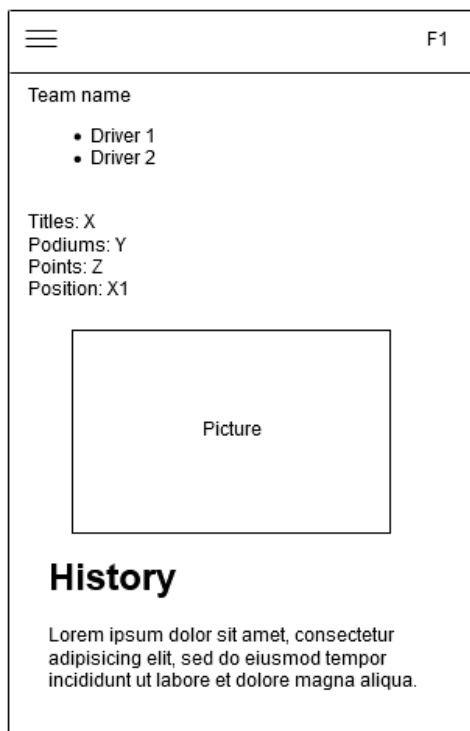 F1
Team name
• Driver 1
• Driver 2
Titles: X
Podiums: Y
Points: Z
Position: X1
Picture
History
Lorem ipsum dolor sit amet, consectetur
adipisicing elit, sed do eiusmod tempor
incididunt ut labore et dolore magna aliqua.